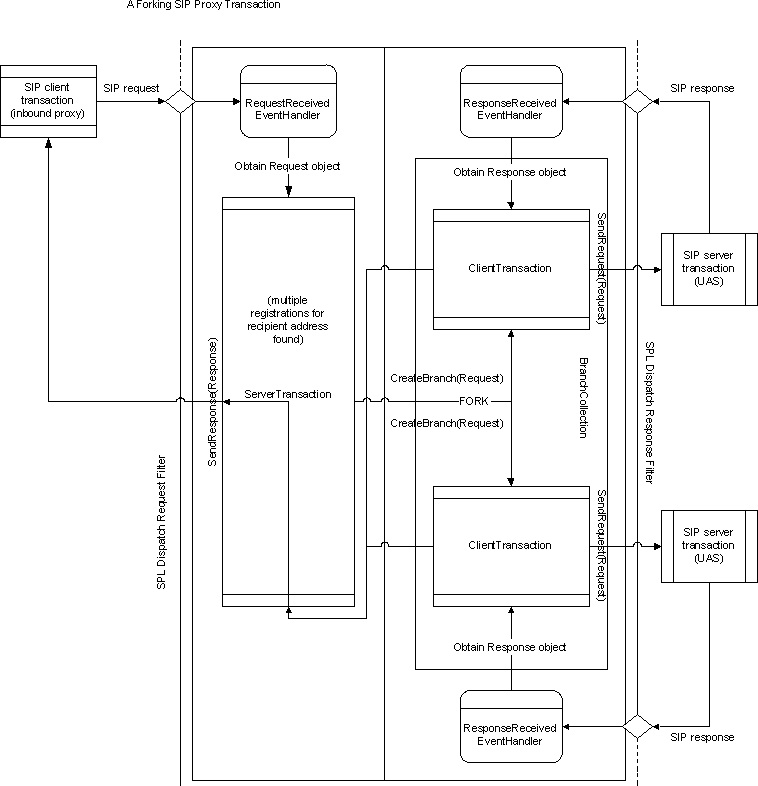 A Forking SIP Proxy Transaction
SIP client
transaction
(inbound proxy)
SIP request
RequestReceived
EventHandler
Obtain Request object
ResponseReceived
EventHandler
SIP response
Obtain Response object
ClientTransaction
SendRequest(Request)
SIP server
transaction
(UAS)
(multiple
registrations for
recipient address
found)
ServerTransaction
SendResponse(Response)
CreateBranch(Request)
FORK
CreateBranch(Request)
BranchCollection
SPL Dispatch Response Filter
SPL Dispatch Request Filter
ClientTransaction
SendRequest(Request)
SIP server
transaction
(UAS)
Obtain Response object
ResponseReceived
EventHandler
SIP response